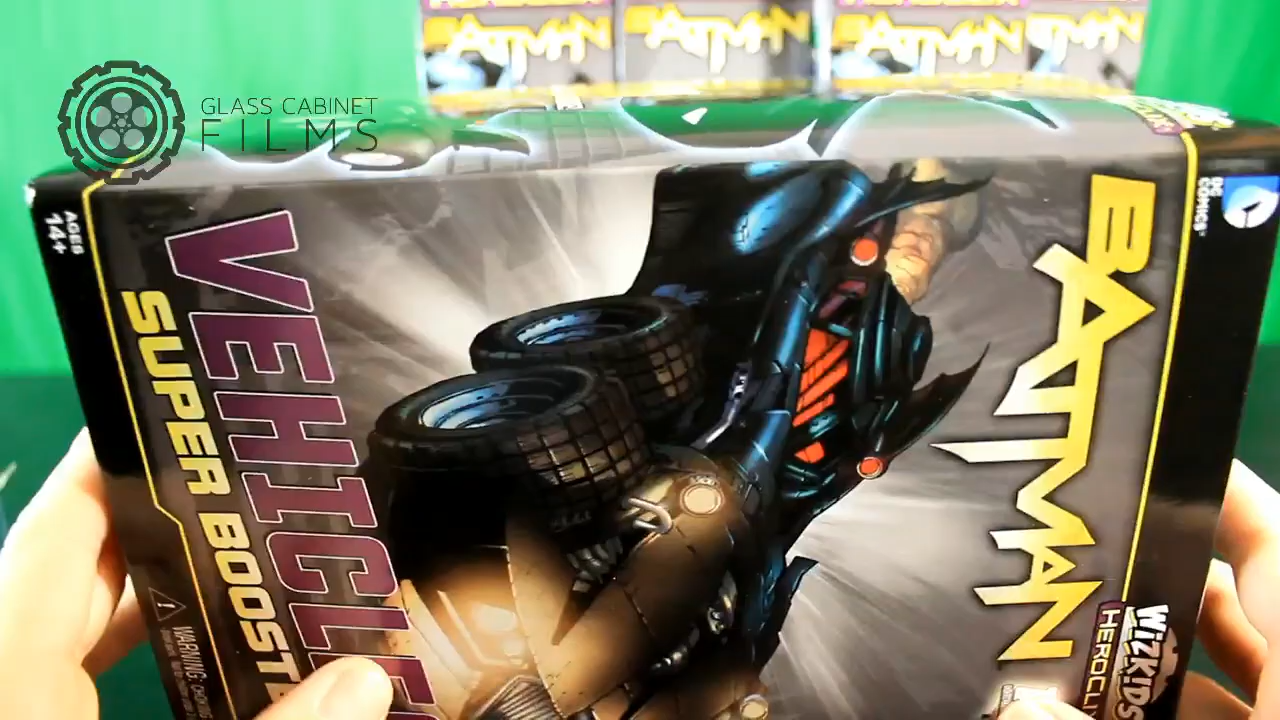 BATMAN
BATMAN
BATMAN
BATMAN
GLASS CABINET
FILMS
DC
COMICS
AGES
14+
BATMAN
WIZKIDS
HEROCLI
VEHICLE
SUPER BOOST
WARNING: